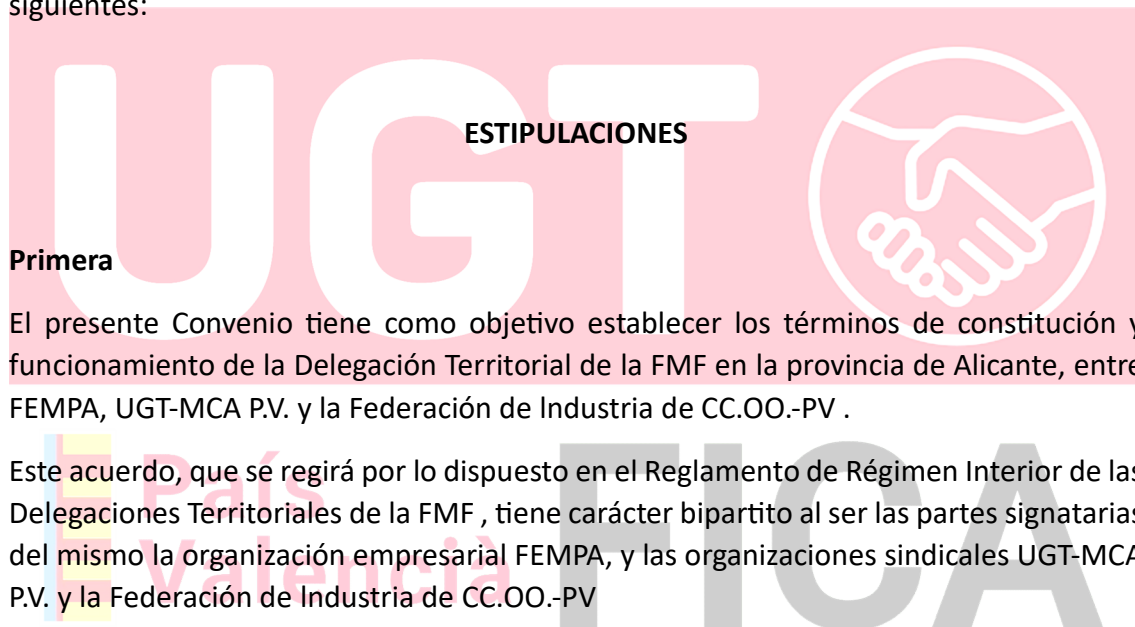 siguientes:
UGT
ESTIPULACIONES
Primera
El presente Convenio tiene como objetivo establecer los términos de constitución y
funcionamiento de la Delegación Territorial de la FMF en la provincia de Alicante, entre
FEMPA, UGT-MCA P.V. y la Federación de Industria de CC.OO.-PV .
Este acuerdo, que se regirá por lo dispuesto en el Reglamento de Régimen Interior de las
Delegaciones Territoriales de la FMF , tiene carácter bipartito al ser las partes signatarias
del mismo la organización empresarial FEMPA, y las organizaciones sindicales UGT-MCA
P.V. y la Federación de Industria de CC.OO.-PV
País
Valencià
FICA